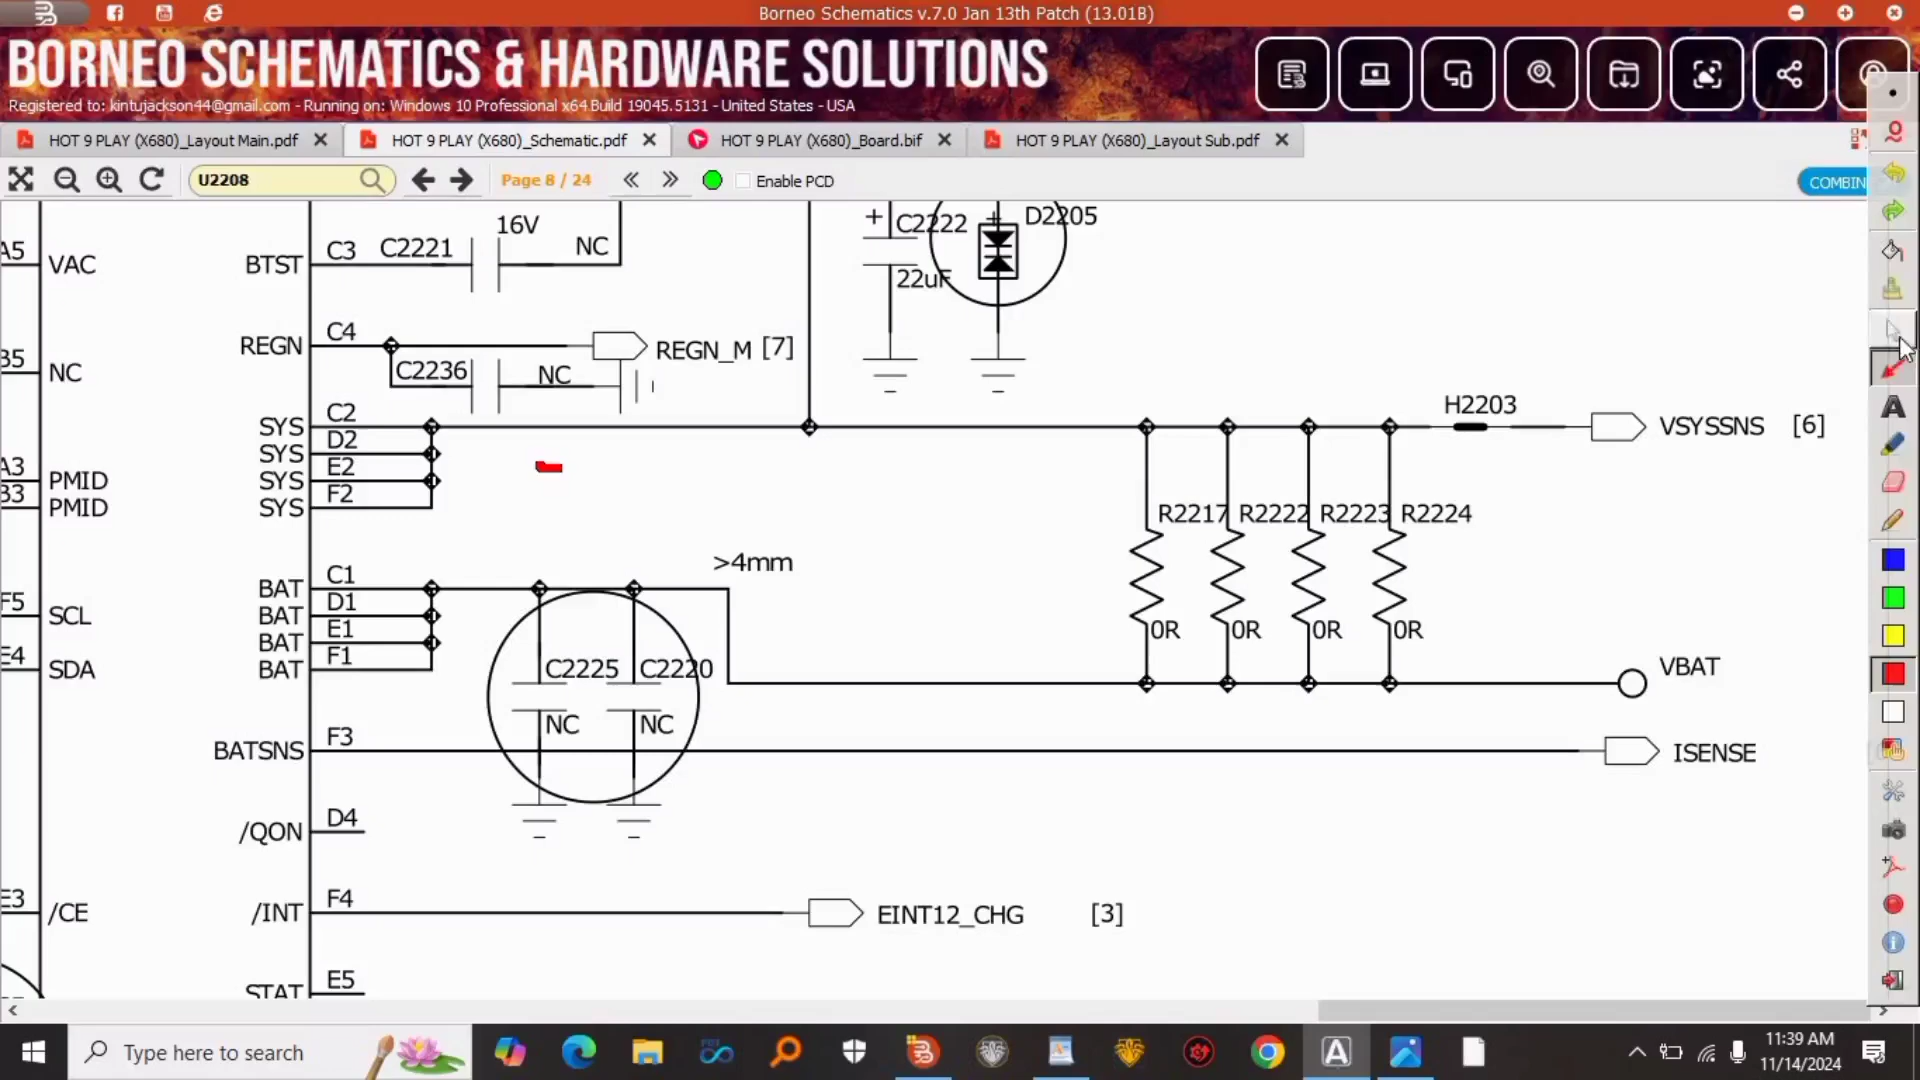 Borneo Schematics v.7.0 Jan 13th Patch (13.01B)
BORNEO SCHEMATICS & HARDWARE SOLUTIONS
Registered to: kintujackson44@gmail.com - Running on: Windows 10 Professional x64 Build 19045.5131 - United States - USA
HOT 9 PLAY (X680)_Layout Main.pdf
HOT 9 PLAY (X680)_Schematic.pdf
HOT 9 PLAY (X680)_Board.bif
HOT 9 PLAY (X680)_Layout Sub.pdf
U2208
Page 8 / 24
Enable PCD
COMBIN
16V
C2222
D2205
A5 VAC
BTST C3 C2221 NC
22uF
REGN C4
REGN_M [7]
B5 NC
C2236 NC
H2203
SYS C2
VSYSSNS [6]
SYS D2
SYS E2
SYS F2
A3 PMID
B3 PMID
R2217 R2222 R2223 R2224
>4mm
BAT C1
BAT D1
BAT E1
BAT F1
F5 SCL
E4 SDA
0R 0R 0R 0R
C2225 C2220
VBAT
NC NC
BATSNS F3
ISENSE
/QON D4
E3 /CE
/INT F4
EINT12_CHG [3]
STAT E5
Type here to search
11:39 AM
11/14/2024